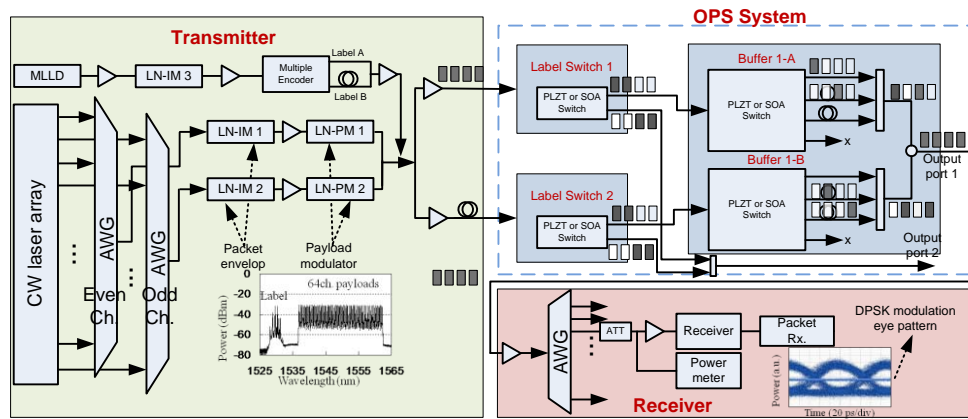 Transmitter
MLLD
LN-IM 3
Multiple
Encoder
Label A
Label B
CW laser array
AWG
Even
Ch.
AWG
Odd
Ch.
LN-IM 1
LN-PM 1
LN-IM 2
LN-PM 2
Packet
envelop
Payload
modulator
64ch. payloads
Label
Power (dBm)
0
-20
-40
-60
-80
1525 1535 1545 1555 1565
Wavelength (nm)
OPS System
Label Switch 1
PLZT or SOA
Switch
Label Switch 2
PLZT or SOA
Switch
Buffer 1-A
PLZT or SOA
Switch
x
Buffer 1-B
PLZT or SOA
Switch
x
Output
port 1
Output
port 2
AWG
ATT
Receiver
Packet
Rx.
Power
meter
DPSK modulation
eye pattern
Power (a.u.)
Time (20 ps/div)
Receiver